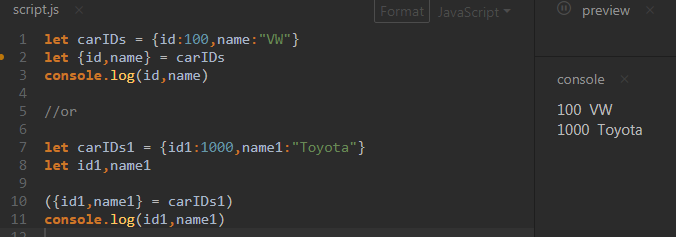 script.js
Format
JavaScript
preview
1 let carIDs = {id:100,name:"VW"}
2 let {id,name} = carIDs
3 console.log(id,name)
4
5 //or
6
7 let carIDs1 = {id1:1000,name1:"Toyota"}
8 let id1,name1
9
10 ({id1,name1} = carIDs1)
11 console.log(id1,name1)
12
console
100 VW
1000 Toyota